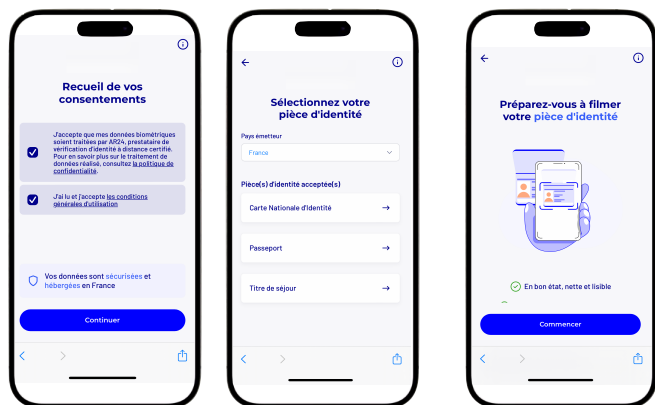 Recueil de vos
consentements
J'accepte que mes données biométriques
soient traitées par AR24, prestataire de
vérification d'identité à distance certifié.
Pour en savoir plus sur le traitement de
données réalisé, consultez la politique de
confidentialité.
J'ai lu et j'accepte les conditions
générales d'utilisation
Vos données sont sécurisées et
hébergées en France
Continuer
Sélectionnez votre
pièce d'identité
Pays émetteur
France
Pièce(s) d'identité acceptée(s)
Carte Nationale d'Identité
Passeport
Titre de séjour
Préparez-vous à filmer
votre pièce d'identité
En bon état, nette et lisible
Commencer